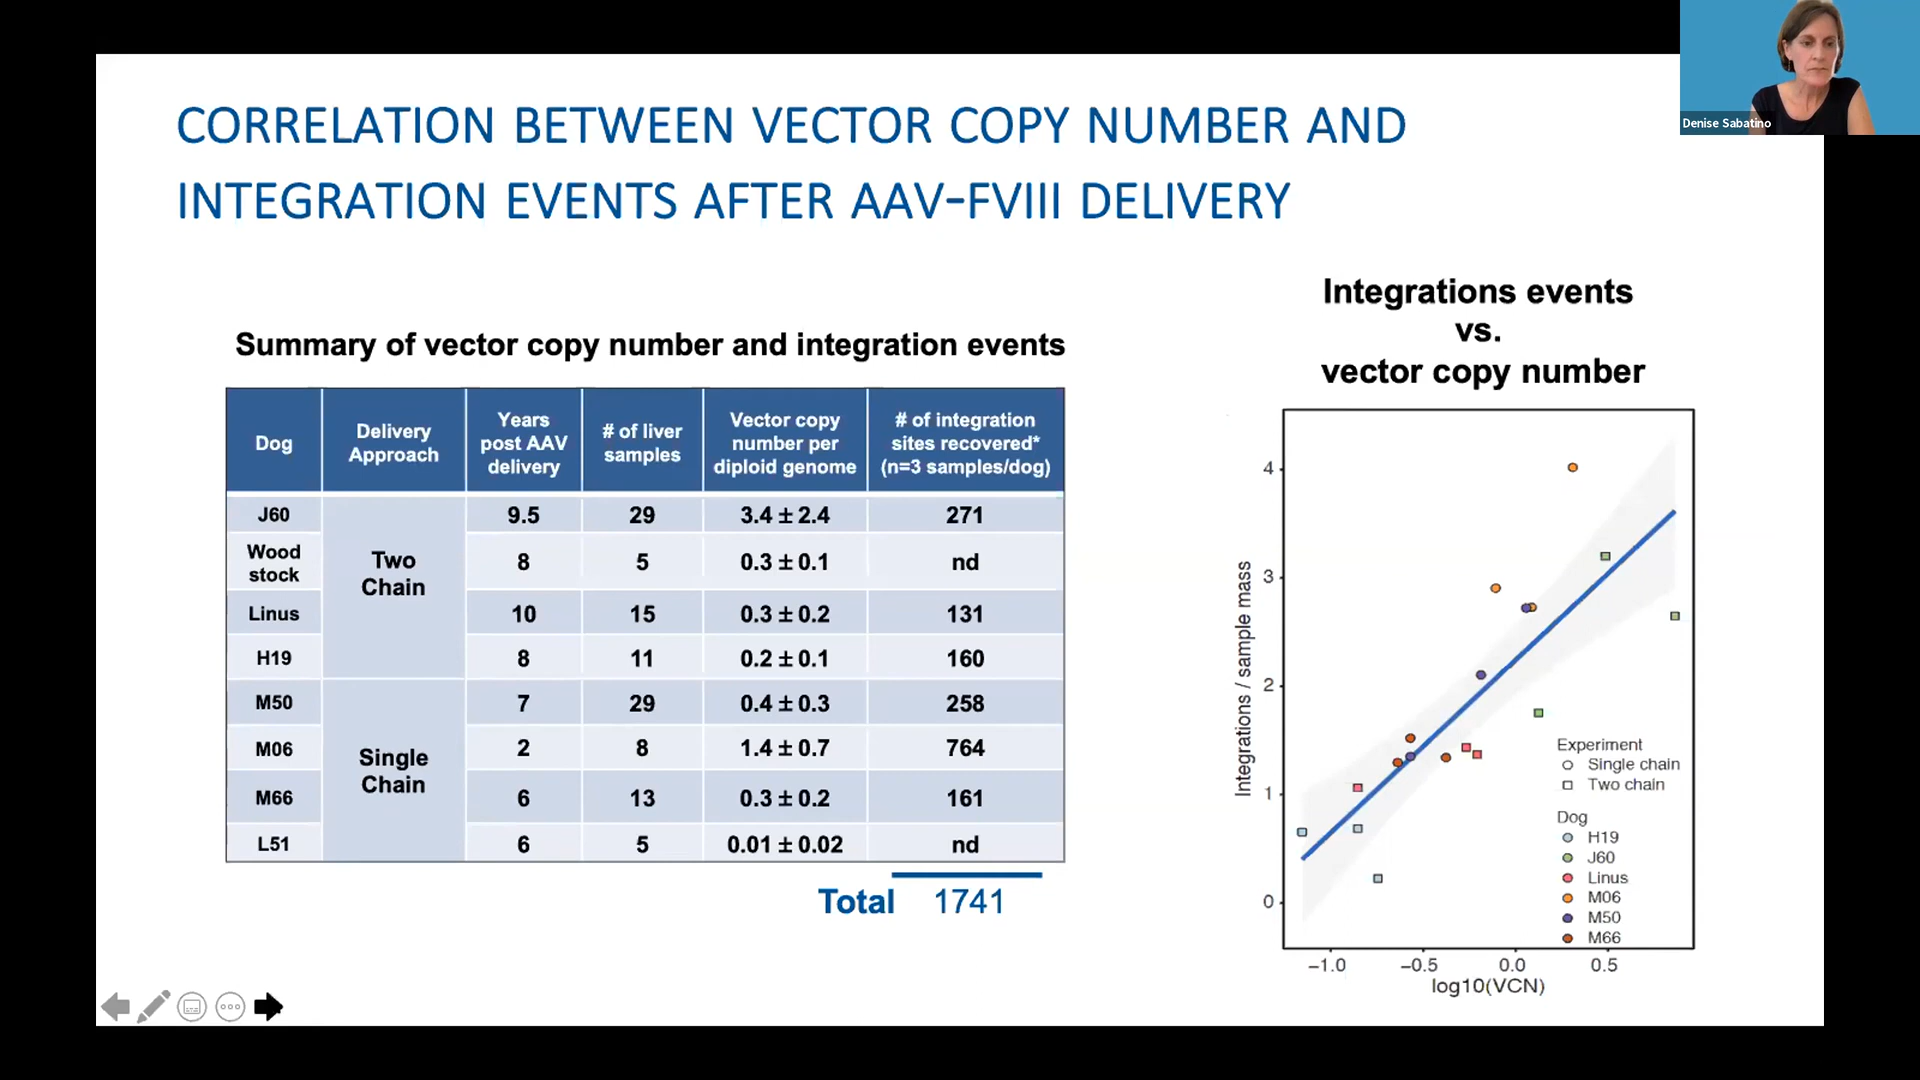 Denise Sabatino
CORRELATION BETWEEN VECTOR COPY NUMBER AND
INTEGRATION EVENTS AFTER AAV-FVIII DELIVERY
Summary of vector copy number and integration events
Dog Delivery Approach Years post AAV delivery # of liver samples Vector copy number per diploid genome # of integration sites recovered* (n=3 samples/dog)
J60 Two Chain 9.5 29 3.4 ± 2.4 271
Wood stock 8 5 0.3 ± 0.1 nd
Linus 10 15 0.3 ± 0.2 131
H19 8 11 0.2 ± 0.1 160
M50 Single Chain 7 29 0.4 ± 0.3 258
M06 2 8 1.4 ± 0.7 764
M66 6 13 0.3 ± 0.2 161
L51 6 5 0.01 ± 0.02 nd
Total 1741
Integrations events
vs.
vector copy number
Integrations / sample mass
4
3
2
1
0
Experiment
Single chain
Two chain
Dog
H19
J60
Linus
M06
M50
M66
−1.0 −0.5 0.0 0.5
log10(VCN)